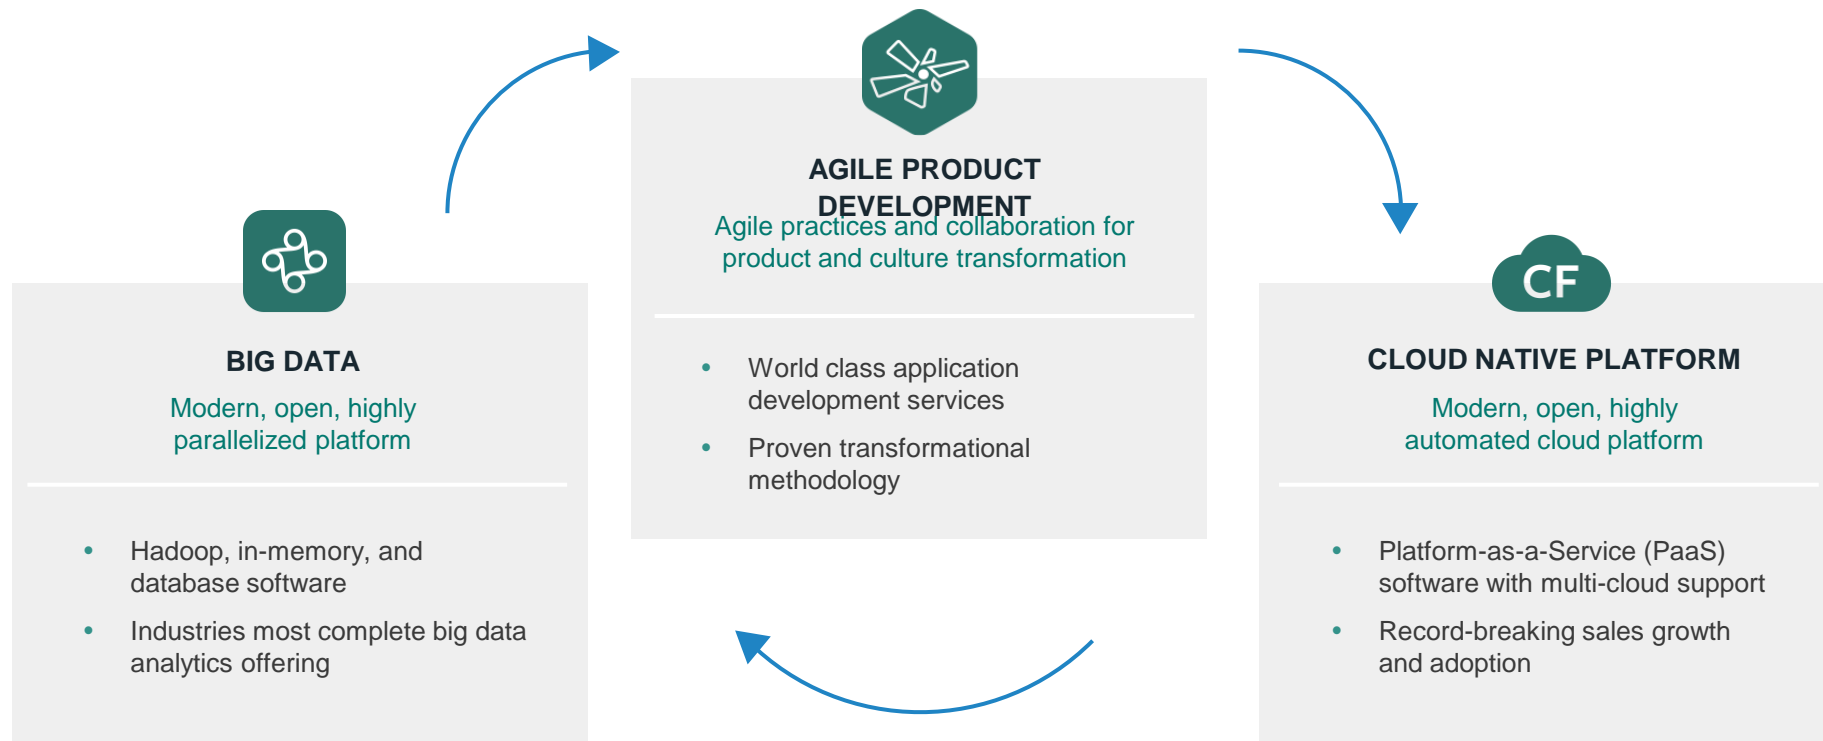 BIG DATA
Modern, open, highly
parallelized platform
• Hadoop, in-memory, and
database software
• Industries most complete big data
analytics offering
AGILE PRODUCT
DEVELOPMENT
Agile practices and collaboration for
product and culture transformation
• World class application
development services
• Proven transformational
methodology
CF
CLOUD NATIVE PLATFORM
Modern, open, highly
automated cloud platform
• Platform-as-a-Service (PaaS)
software with multi-cloud support
• Record-breaking sales growth
and adoption